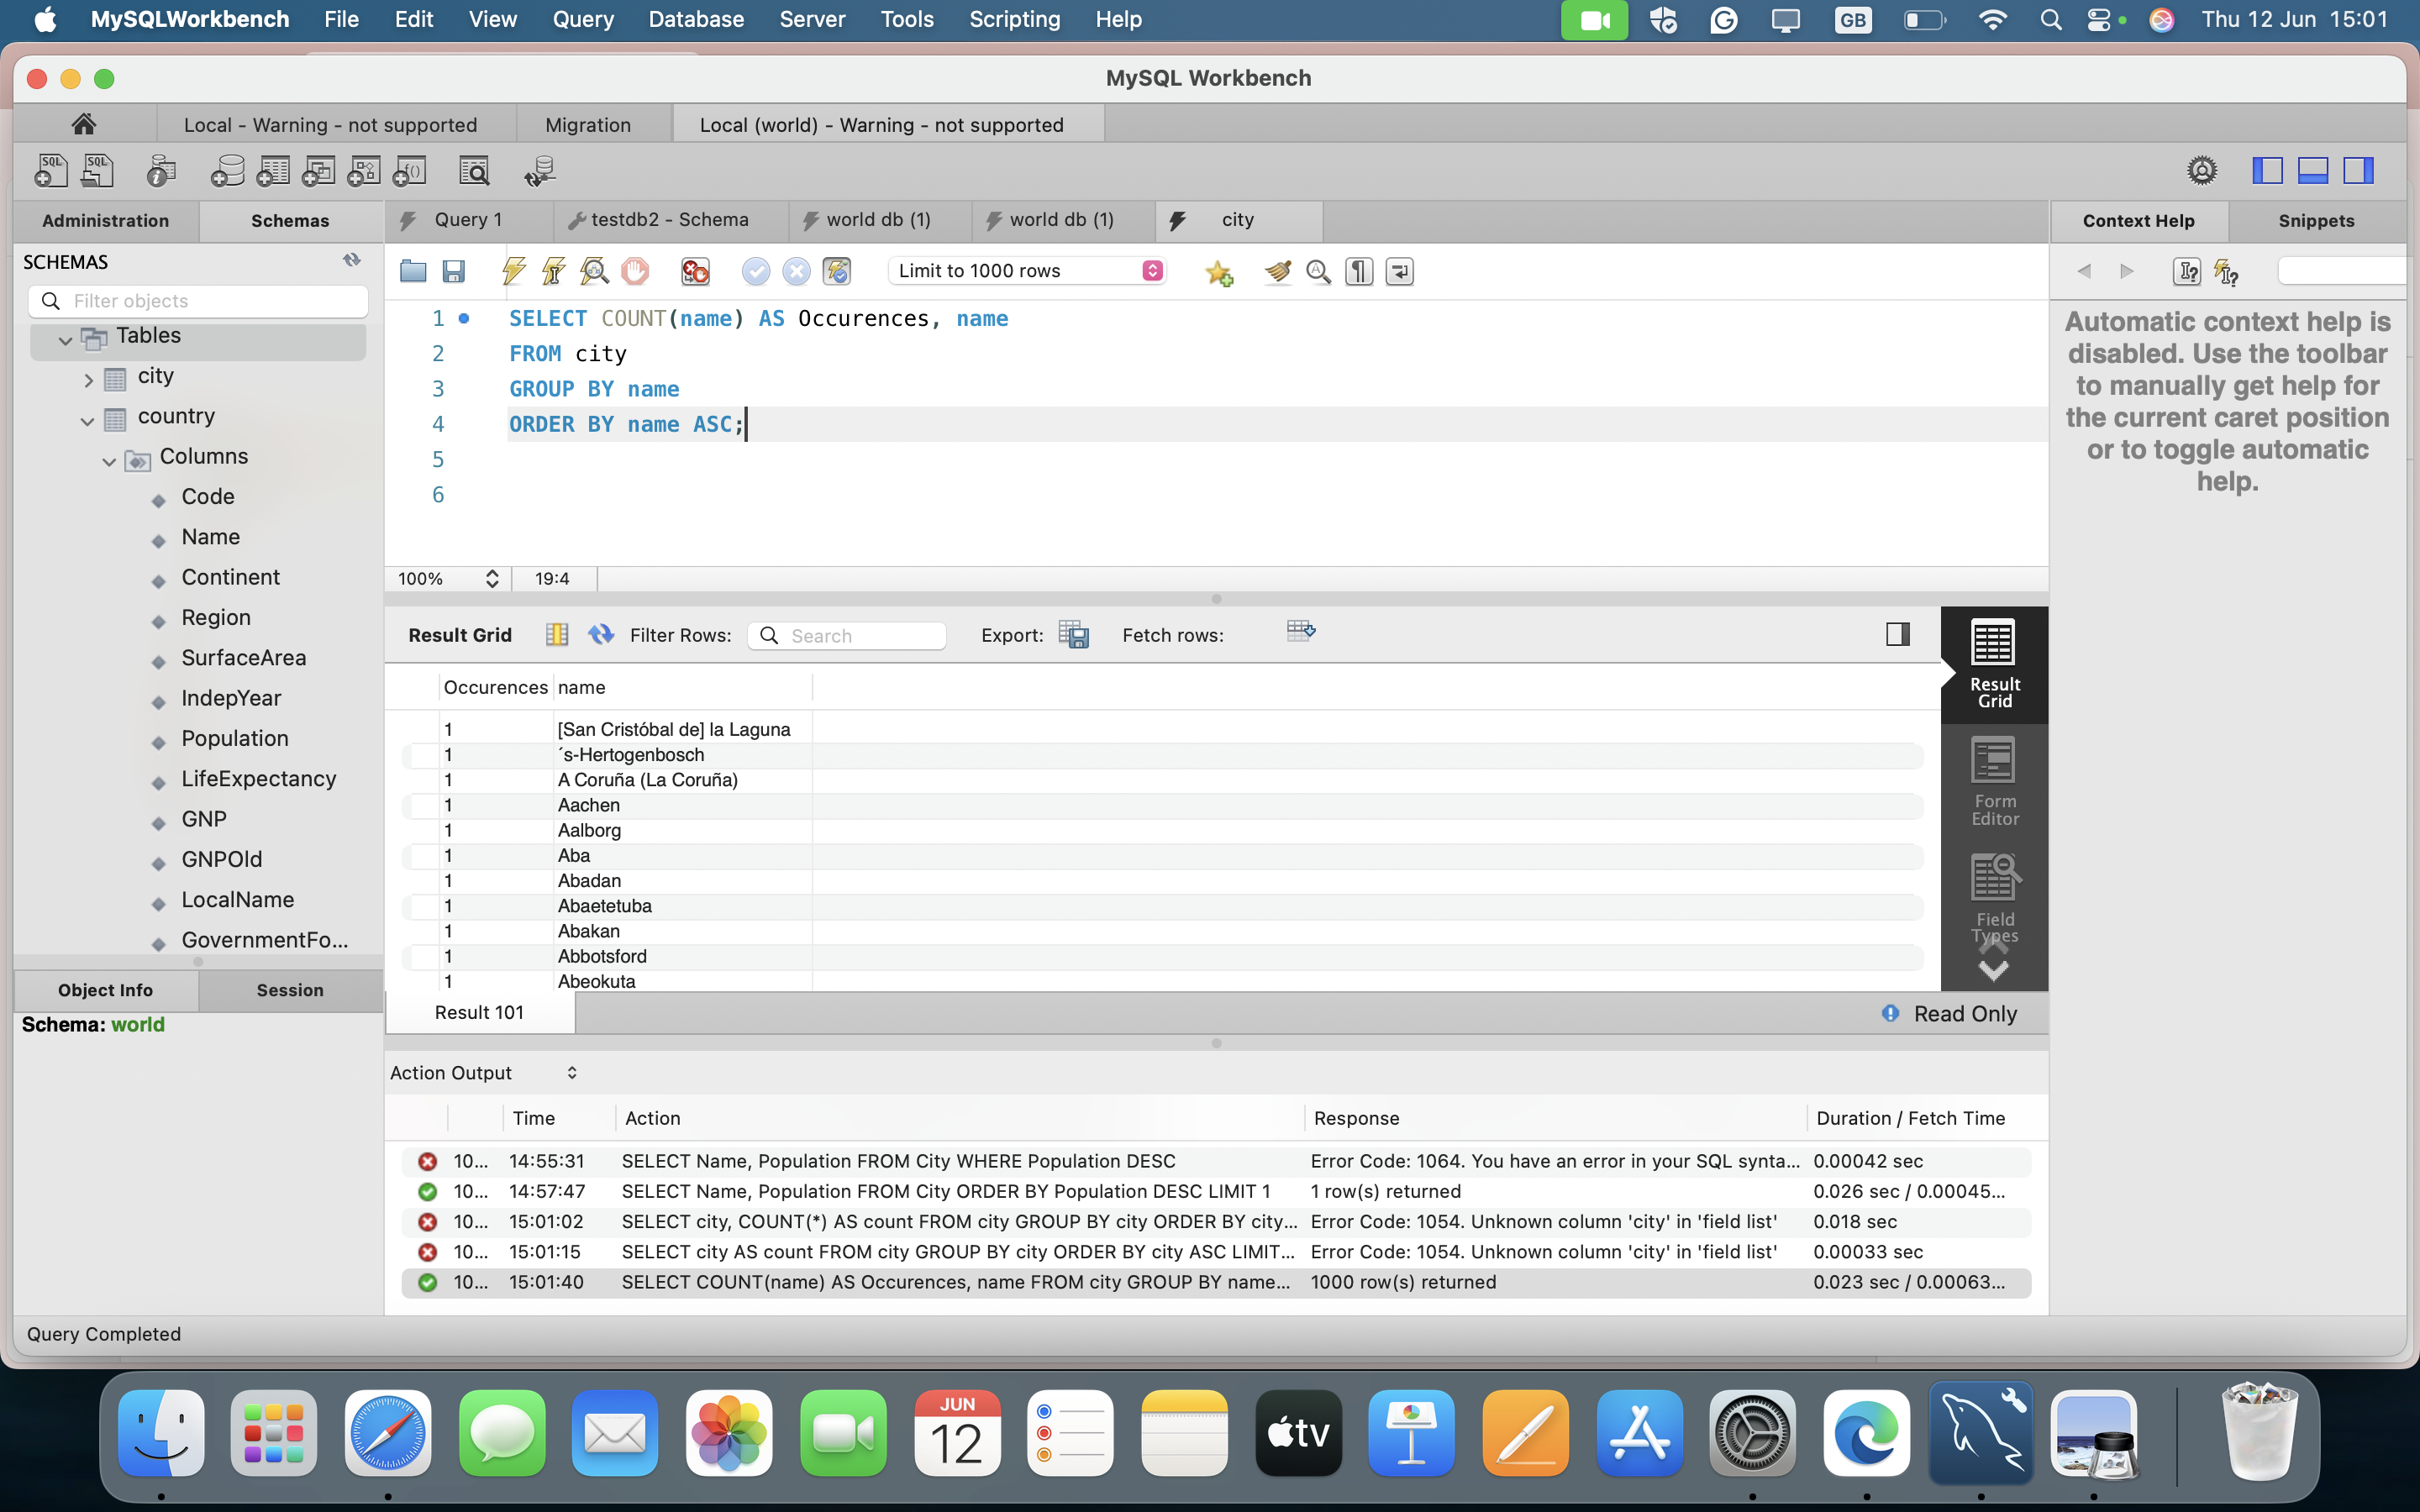 MySQLWorkbench File Edit View Query Database Server Tools Scripting Help GB Thu 12 Jun 15:01
MySQL Workbench
Local - Warning - not supported Migration Local (world) - Warning - not supported
Administration Schemas Query 1 testdb2 - Schema world db (1) world db (1) city Context Help Snippets
SCHEMAS
Filter objects
Tables
city
country
Columns
Code
Name
Continent
Region
SurfaceArea
IndepYear
Population
LifeExpectancy
GNP
GNPOld
LocalName
GovernmentFo...
Object Info Session
Schema: world
Limit to 1000 rows
1 SELECT COUNT(name) AS Occurences, name
2 FROM city
3 GROUP BY name
4 ORDER BY name ASC;
5
6
100% 19:4
Automatic context help is
disabled. Use the toolbar
to manually get help for
the current caret position
or to toggle automatic
help.
Result Grid Filter Rows: Search Export: Fetch rows:
Occurences name
1 [San Cristóbal de] la Laguna
1 ´s-Hertogenbosch
1 A Coruña (La Coruña)
1 Aachen
1 Aalborg
1 Aba
1 Abadan
1 Abaetetuba
1 Abakan
1 Abbotsford
1 Abeokuta
Result
Grid
Form
Editor
Field
Types
Result 101 Read Only
Action Output
Time Action Response Duration / Fetch Time
10... 14:55:31 SELECT Name, Population FROM City WHERE Population DESC Error Code: 1064. You have an error in your SQL synta... 0.00042 sec
10... 14:57:47 SELECT Name, Population FROM City ORDER BY Population DESC LIMIT 1 1 row(s) returned 0.026 sec / 0.00045...
10... 15:01:02 SELECT city, COUNT(*) AS count FROM city GROUP BY city ORDER BY city... Error Code: 1054. Unknown column 'city' in 'field list' 0.018 sec
10... 15:01:15 SELECT city AS count FROM city GROUP BY city ORDER BY city ASC LIMIT... Error Code: 1054. Unknown column 'city' in 'field list' 0.00033 sec
10... 15:01:40 SELECT COUNT(name) AS Occurences, name FROM city GROUP BY name... 1000 row(s) returned 0.023 sec / 0.00063...
Query Completed
JUN
12
tv